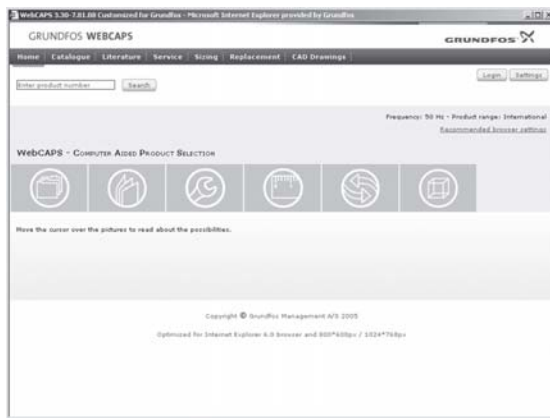 WebCAPS 3.30-7.01.00 Customized for Grundfos - Microsoft Internet Explorer provided by Grundfos
GRUNDFOS WEBCAPS
GRUNDFOS
Home Catalogue Literature Service Sizing Replacement CAD Drawings
Login Settings
Enter product number Search
Frequency: 50 Hz - Product range: International
Recommended browser settings
WebCAPS - Computer Aided Product Selection
Move the cursor over the pictures to read about the possibilities.
Copyright © Grundfos Management A/S 2005
Optimized for Internet Explorer 6.0 browser and 800*600px / 1024*768px